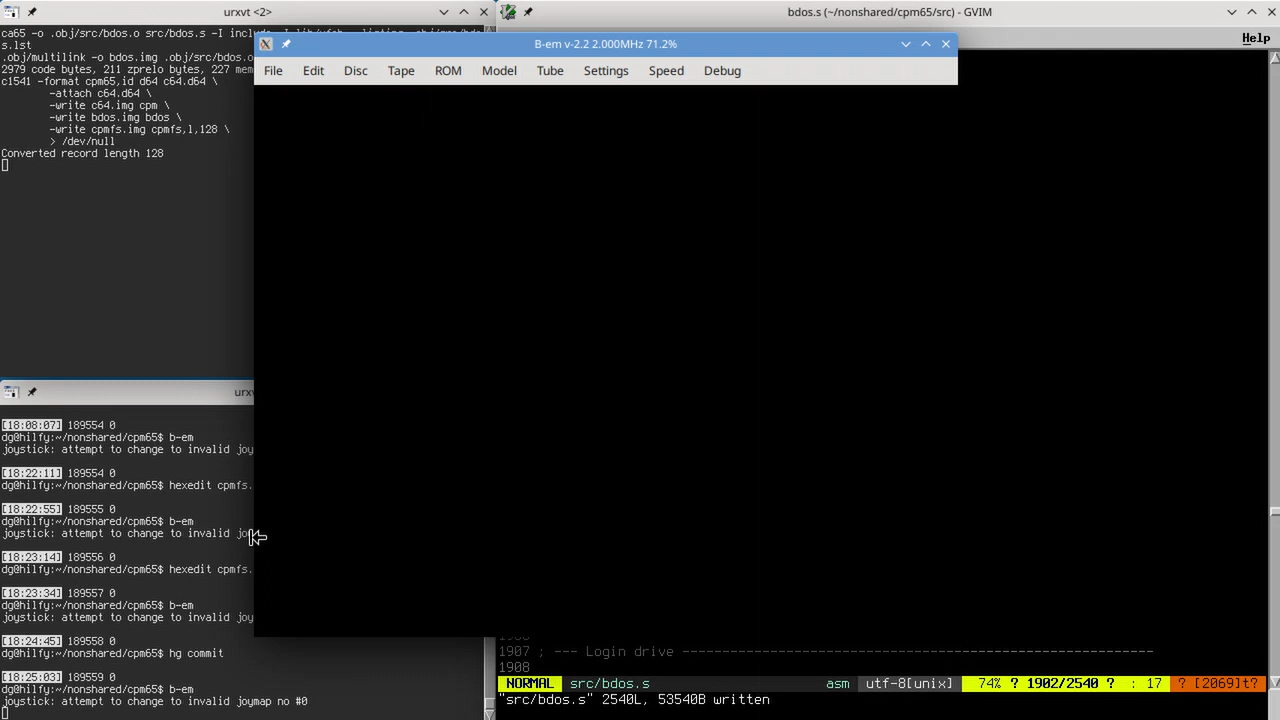 urxvt <2>
ca65 -o .obj/src/bdos.o src/bdos.s -I
s.lst
.obj/multilink -o bdos.img .obj/src/bdos.o
2979 code bytes, 211 zprelo bytes, 227
c1541 -format cpm65,id d64 c64.d64 \
-attach c64.d64 \
-write c64.img cpm \
-write bdos.img bdos \
-write cpmfs.img cpmfs,l,128 \
> /dev/null
Converted record length 128
bdos.s (~/nonshared/cpm65/src) - GVIM
Help
B-em v-2.2 2.000MHz 71.2%
File Edit Disc Tape ROM Model Tube Settings Speed Debug
[18:08:07] 189554 0
dg@hilfy:~/nonshared/cpm65$ b-em
joystick: attempt to change to invalid joy
[18:22:11] 189554 0
dg@hilfy:~/nonshared/cpm65$ hexedit cpmfs.
[18:22:55] 189555 0
dg@hilfy:~/nonshared/cpm65$ b-em
joystick: attempt to change to invalid
[18:23:14] 189556 0
dg@hilfy:~/nonshared/cpm65$ hexedit cpmfs.
[18:23:34] 189557 0
dg@hilfy:~/nonshared/cpm65$ b-em
joystick: attempt to change to invalid joy
[18:24:45] 189558 0
dg@hilfy:~/nonshared/cpm65$ hg commit
[18:25:03] 189559 0
dg@hilfy:~/nonshared/cpm65$ b-em
joystick: attempt to change to invalid joymap no #0
1907 ; --- Login drive ---------------------------------------------------------------
1908
NORMAL src/bdos.s asm utf-8[unix] 74% ? 1902/2540 ? : 17 ? [2069]t?
"src/bdos.s" 2540L, 53540B written